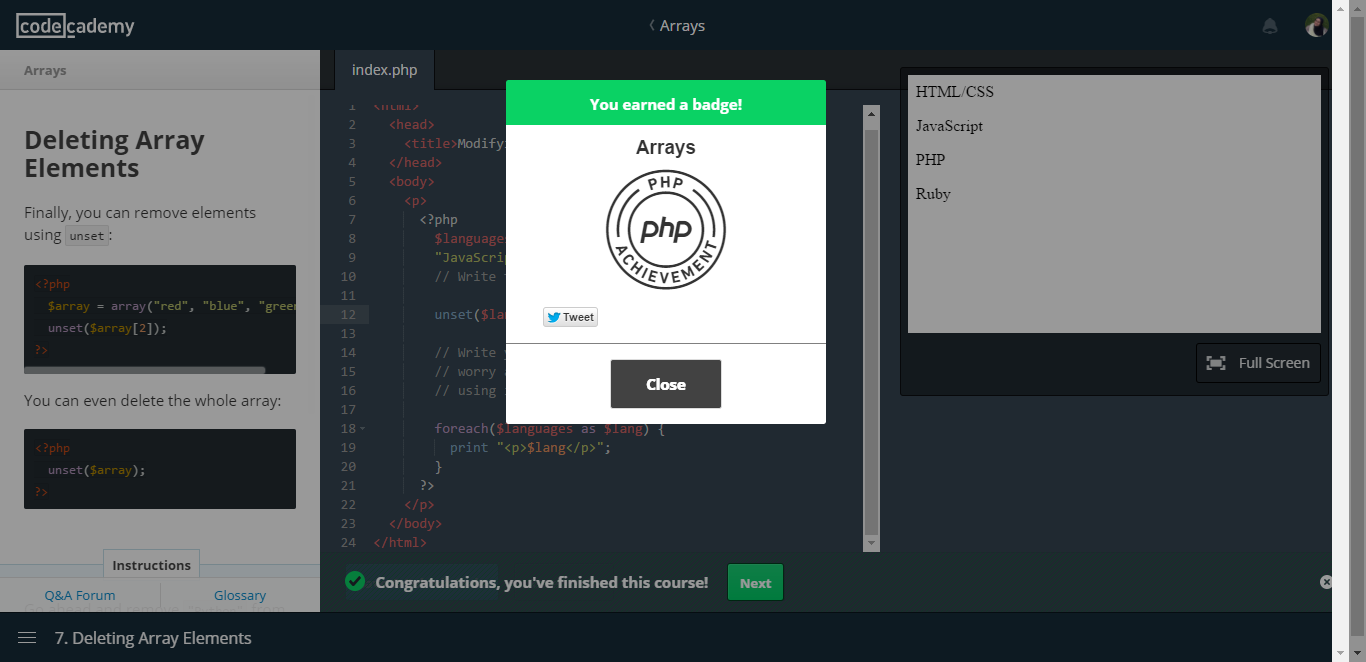 codecademy
Arrays
Arrays
Deleting Array
Elements
Finally, you can remove elements
using unset:
<?php
$array = array("red", "blue", "green
unset($array[2]);
?>
You can even delete the whole array:
<?php
unset($array);
?>
Instructions
Q&A Forum
Glossary
7. Deleting Array Elements
index.php
1 <html>
2 <head>
3 <title>Modify
4 </head>
5 <body>
6 <p>
7 <?php
8 $languages
9 "JavaScrip
10 // Write
11
12 unset($lan
13
14 // Write
15 // worry
16 // using
17
18 foreach($languages as $lang) {
19 print "<p>$lang</p>";
20 }
21 ?>
22 </p>
23 </body>
24 </html>
You earned a badge!
Arrays
PHP
php
ACHIEVEMENT
Tweet
Close
Congratulations, you've finished this course!
Next
HTML/CSS
JavaScript
PHP
Ruby
Full Screen